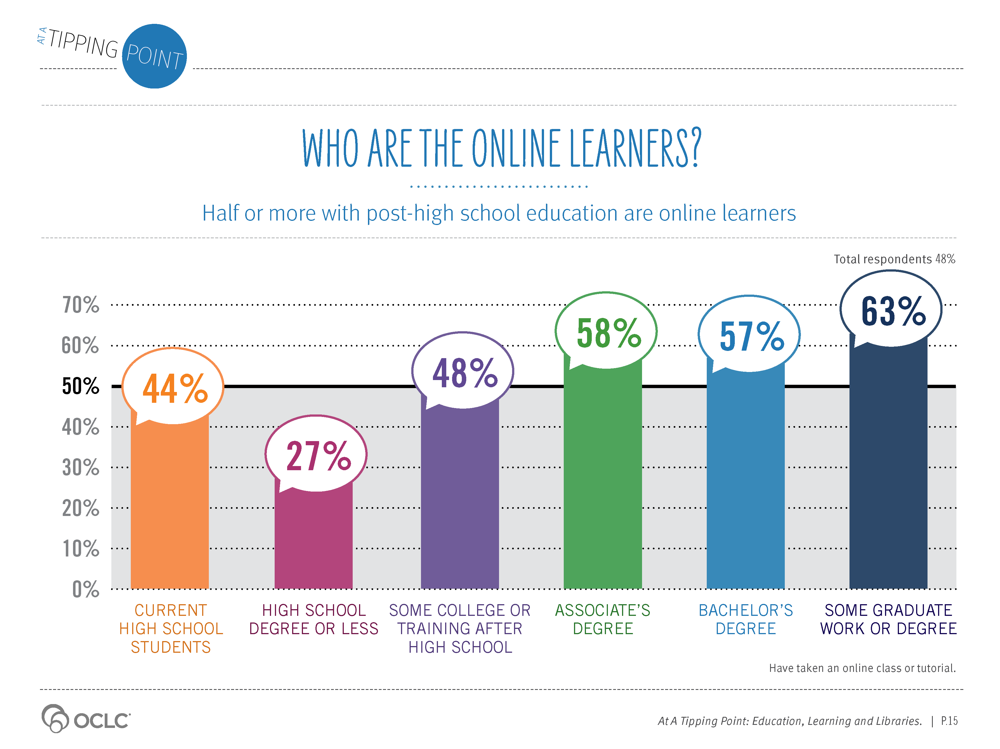 AT A TIPPING POINT
WHO ARE THE ONLINE LEARNERS?
Half or more with post-high school education are online learners
Total respondents 48%
70%
60%
50%
40%
30%
20%
10%
0%
44%
27%
48%
58%
57%
63%
CURRENT
HIGH SCHOOL
STUDENTS
HIGH SCHOOL
DEGREE OR LESS
SOME COLLEGE OR
TRAINING AFTER
HIGH SCHOOL
ASSOCIATE’S
DEGREE
BACHELOR’S
DEGREE
SOME GRADUATE
WORK OR DEGREE
Have taken an online class or tutorial.
OCLC
At A Tipping Point: Education, Learning and Libraries. | P.15